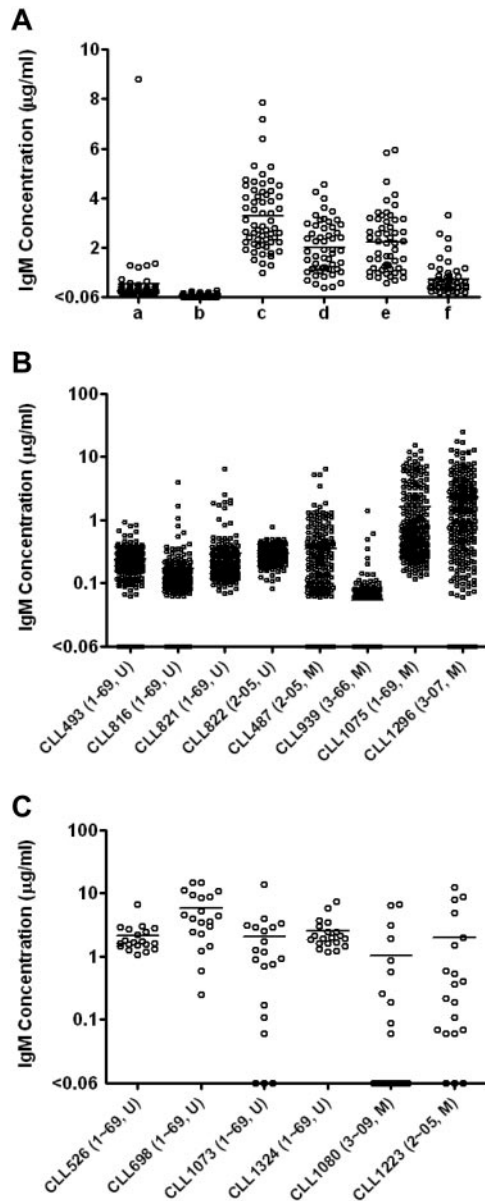 A
IgM Concentration (μg/ml)
10
8
6
4
2
<0.06
a b c d e f
B
IgM Concentration (μg/ml)
100
10
1
0.1
<0.06
CLL493 (1-69, U)
CLL816 (1-69, U)
CLL821 (1-69, U)
CLL822 (2-05, U)
CLL487 (2-05, M)
CLL939 (3-66, M)
CLL1075 (1-69, M)
CLL1296 (3-07, M)
C
IgM Concentration (μg/ml)
100
10
1
0.1
<0.06
CLL526 (1-69, U)
CLL698 (1-69, U)
CLL1073 (1-69, U)
CLL1324 (1-69, U)
CLL1080 (3-09, M)
CLL1223 (2-05, M)